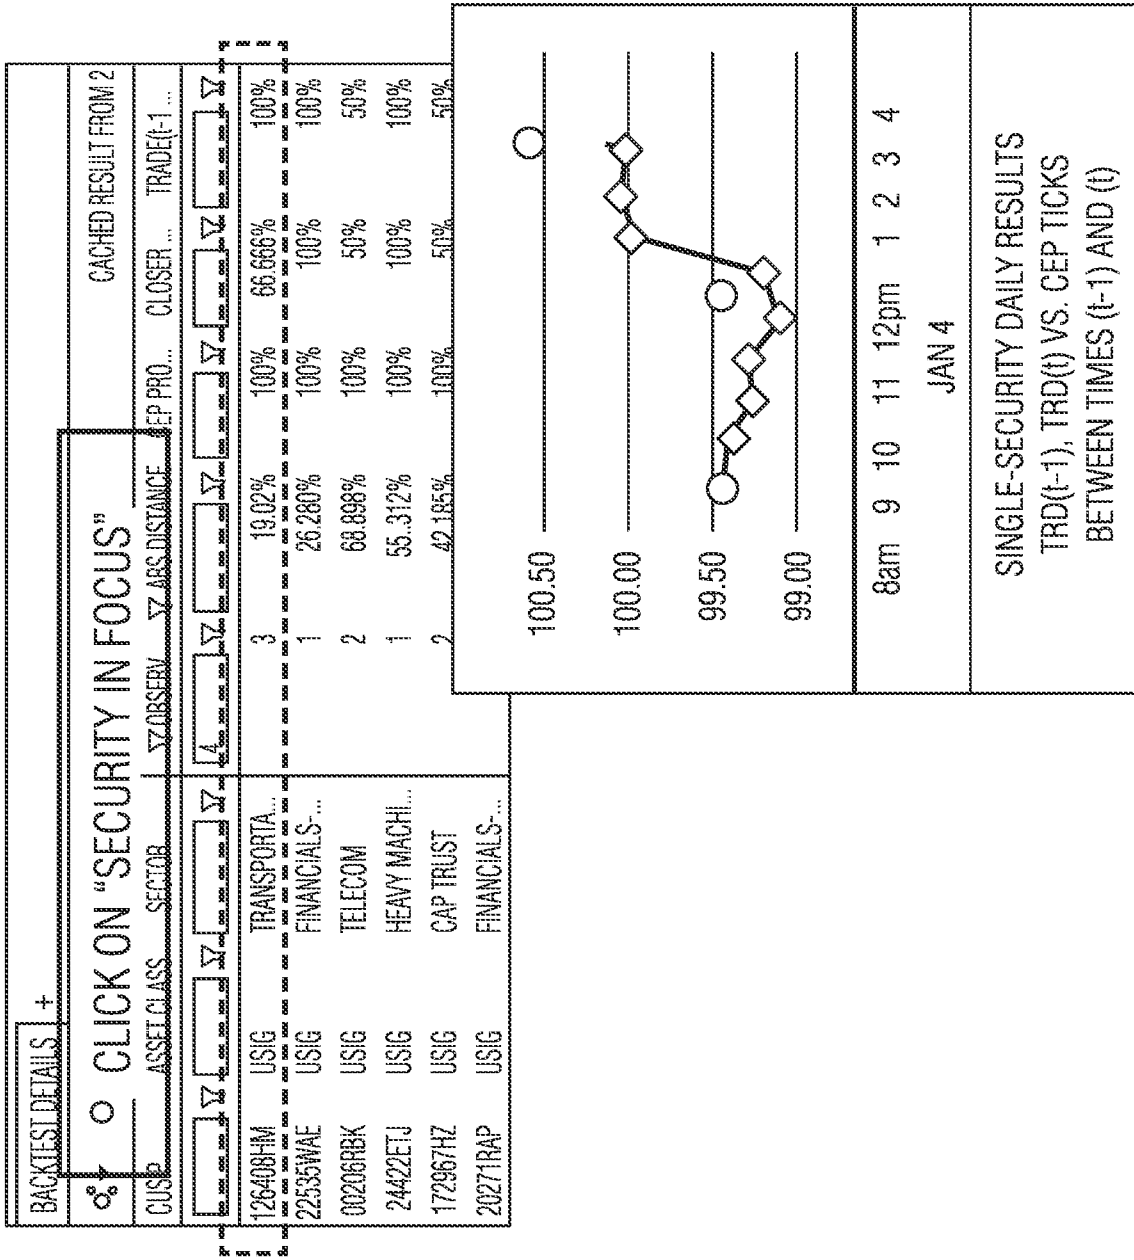 BACKTEST DETAILS +
CLICK ON "SECURITY IN FOCUS"
CACHED RESULT FROM 2
CUSIP ASSET CLASS SECTOR OBSERV ABS.DISTANCE EP PRO... CLOSER ... TRADE(t-1 ...
126408HM USIG TRANSPORTA... 3 19.02% 100% 66.666% 100%
22535WAE USIG FINANCIALS-... 1 26.280% 100% 100% 100%
00206RBK USIG TELECOM 2 68.898% 100% 50% 50%
24422ETJ USIG HEAVY MACHI... 1 55.312% 100% 100% 100%
172967HZ USIG CAP TRUST 2 42.185% 100% 50% 50%
20271RAP USIG FINANCIALS-...
100.50
100.00
99.50
99.00
8am 9 10 11 12pm 1 2 3 4
JAN 4
SINGLE-SECURITY DAILY RESULTS
TRD(t-1), TRD(t) VS. CEP TICKS
BETWEEN TIMES (t-1) AND (t)